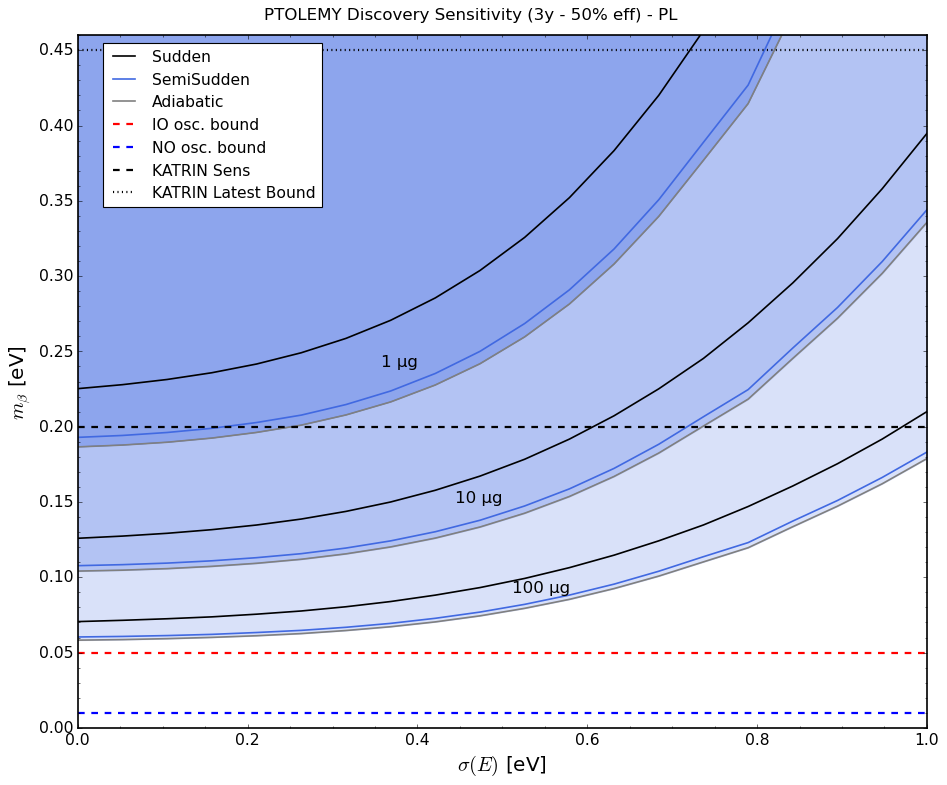 PTOLEMY Discovery Sensitivity (3y - 50% eff) - PL
Sudden
SemiSudden
Adiabatic
IO osc. bound
NO osc. bound
KATRIN Sens
KATRIN Latest Bound
1 μg
10 μg
100 μg
0.45
0.40
0.35
0.30
0.25
0.20
0.15
0.10
0.05
0.00
m_β [eV]
0.0 0.2 0.4 0.6 0.8 1.0
σ(E) [eV]